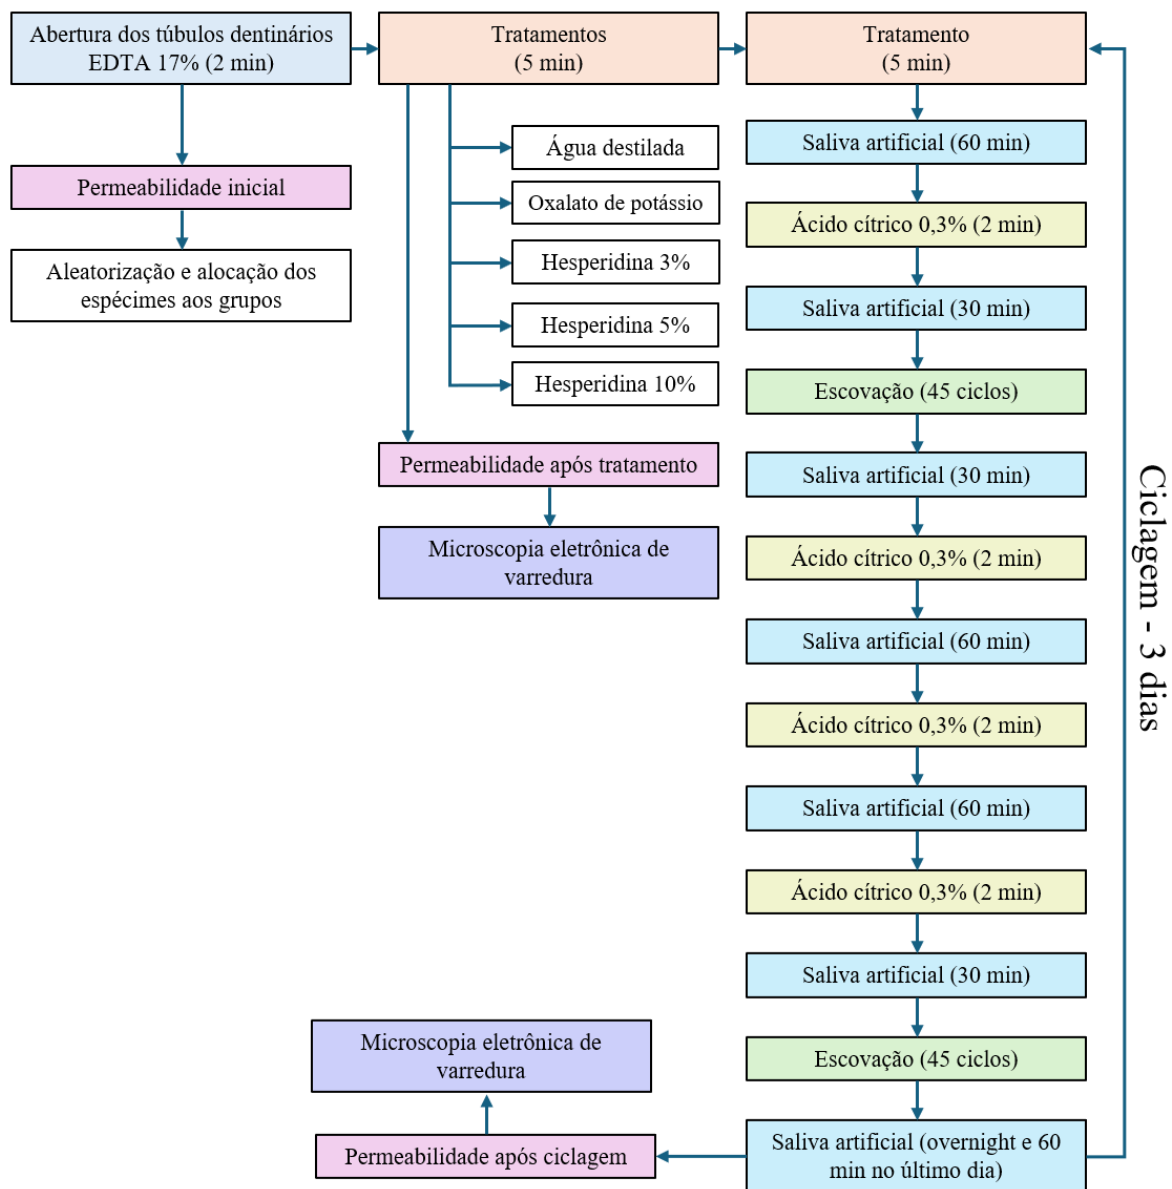 Abertura dos túbulos dentinários
EDTA 17% (2 min)
Permeabilidade inicial
Aleatorização e alocação dos
espécimes aos grupos
Tratamentos
(5 min)
Água destilada
Oxalato de potássio
Hesperidina 3%
Hesperidina 5%
Hesperidina 10%
Permeabilidade após tratamento
Microscopia eletrônica de
varredura
Tratamento
(5 min)
Saliva artificial (60 min)
Ácido cítrico 0,3% (2 min)
Saliva artificial (30 min)
Escovação (45 ciclos)
Saliva artificial (30 min)
Ácido cítrico 0,3% (2 min)
Saliva artificial (60 min)
Ácido cítrico 0,3% (2 min)
Saliva artificial (60 min)
Ácido cítrico 0,3% (2 min)
Saliva artificial (30 min)
Escovação (45 ciclos)
Saliva artificial (overnight e 60
min no último dia)
Ciclagem - 3 dias
Permeabilidade após ciclagem
Microscopia eletrônica de
varredura